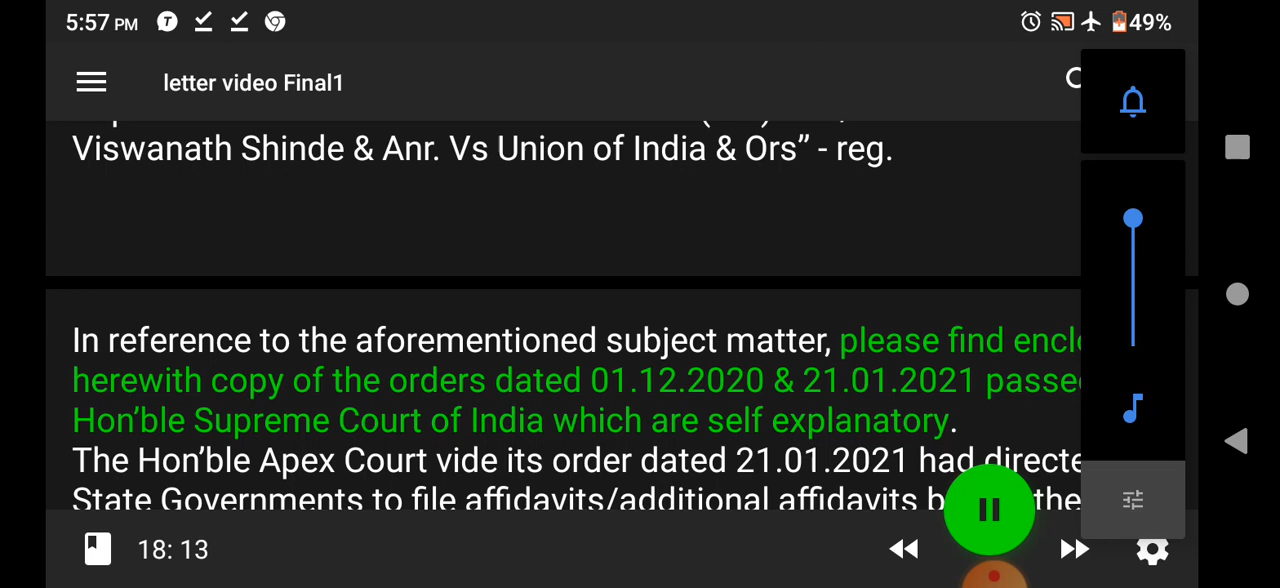 5:57 PM
49%
letter video Final1
Viswanath Shinde & Anr. Vs Union of India & Ors” - reg.
In reference to the aforementioned subject matter, please find
herewith copy of the orders dated 01.12.2020 & 21.01.2021
Hon’ble Supreme Court of India which are self explanatory.
The Hon’ble Apex Court vide its order dated 21.01.2021 had
State Governments to file affidavits/additional affidavits
18: 13